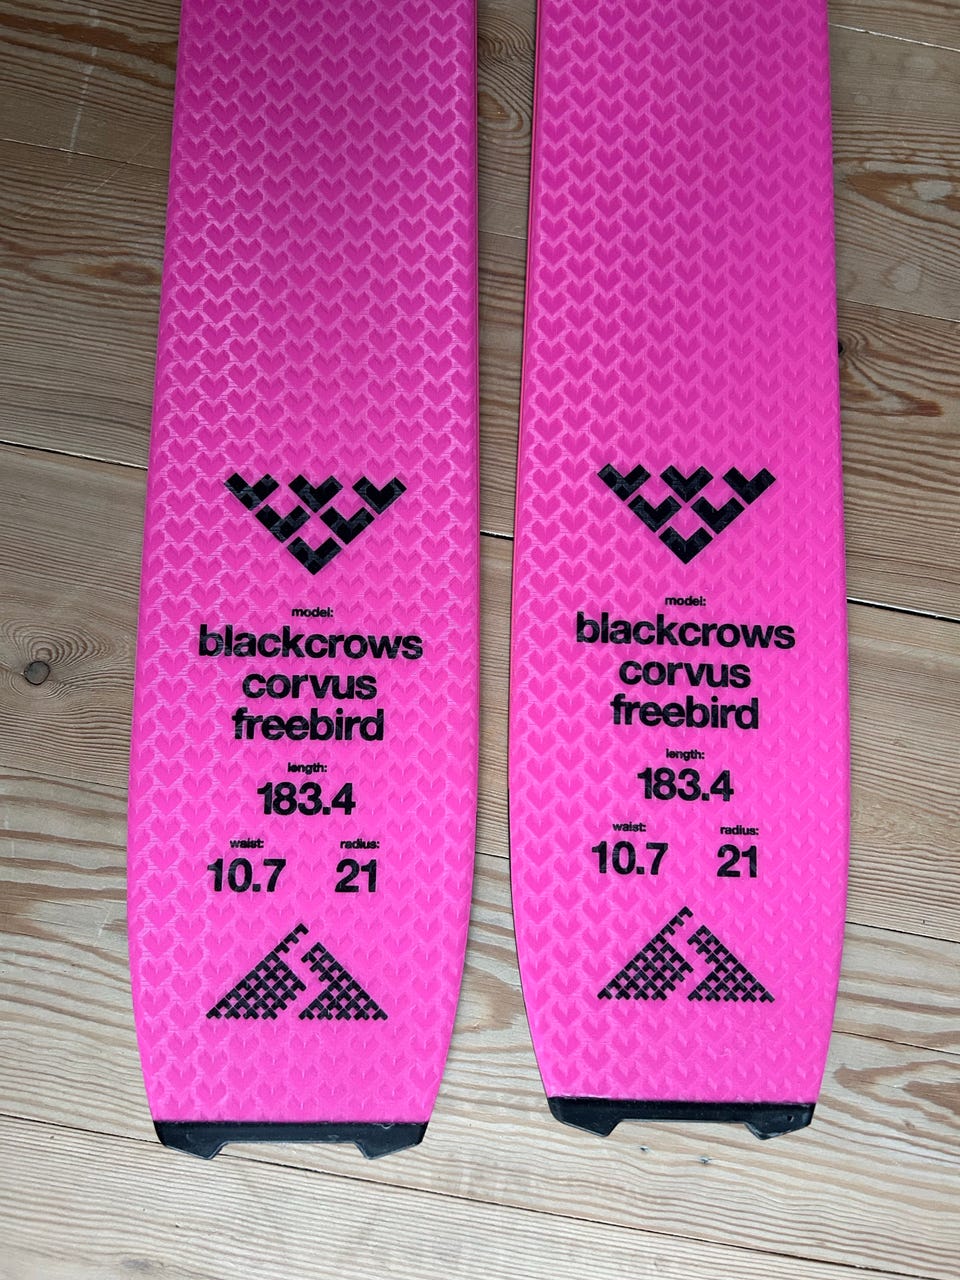 model:
blackcrows
corvus
freebird
length:
183.4
waist: radius:
10.7 21
model:
blackcrows
corvus
freebird
length:
183.4
waist: radius:
10.7 21